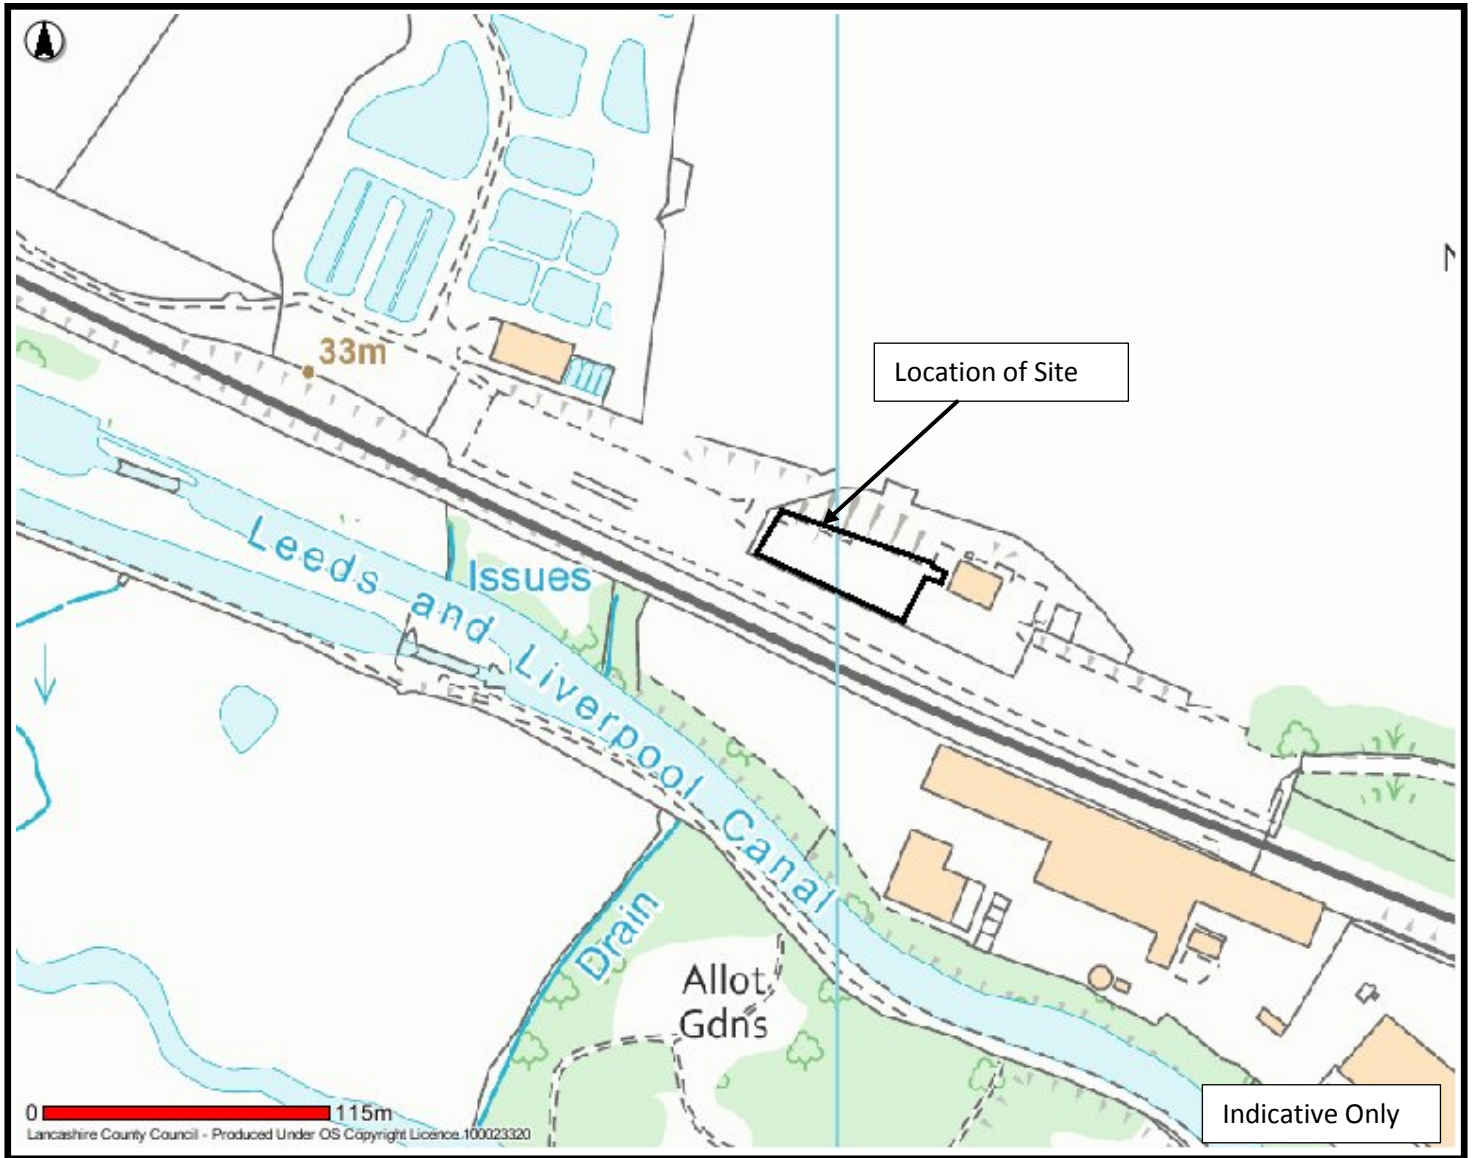 33m
Location of Site
Issues
Leeds and Liverpool Canal
Drain
Allot
Gdns
0 115m
Lancashire County Council - Produced Under OS Copyright Licence 100023320
Indicative Only